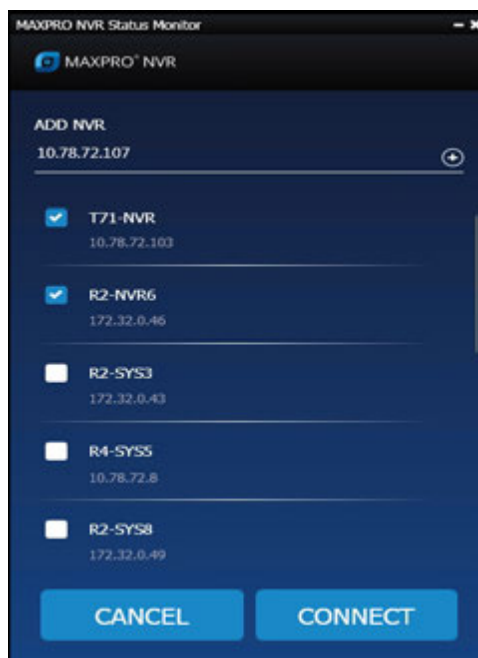 MAXPRO NVR Status Monitor
MAXPRO® NVR
ADD NVR
10.78.72.107
T71-NVR
10.78.72.103
R2-NVR6
172.32.0.46
R2-SYS3
172.32.0.43
R4-SYS5
10.78.72.8
R2-SYS8
172.32.0.49
CANCEL CONNECT